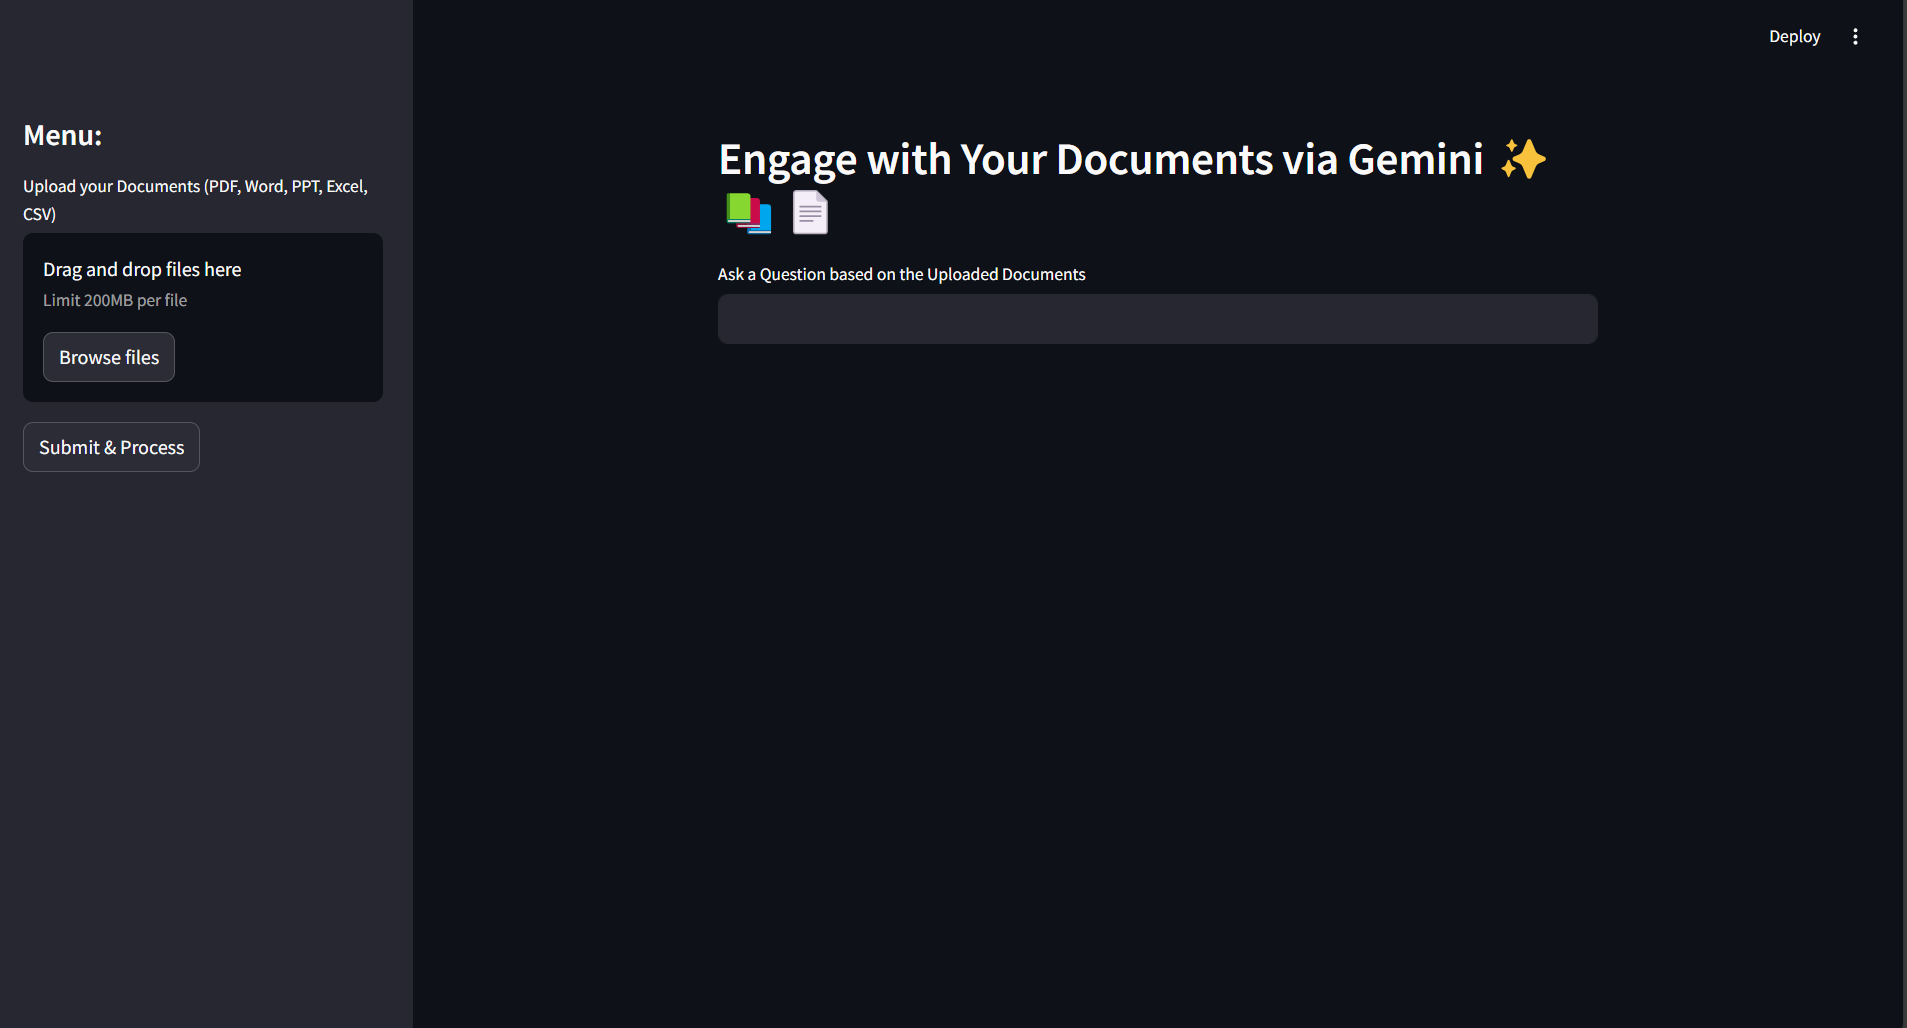 Deploy
Menu:
Upload your Documents (PDF, Word, PPT, Excel,
CSV)
Drag and drop files here
Limit 200MB per file
Browse files
Submit & Process
Engage with Your Documents via Gemini ✨
📚 📄
Ask a Question based on the Uploaded Documents